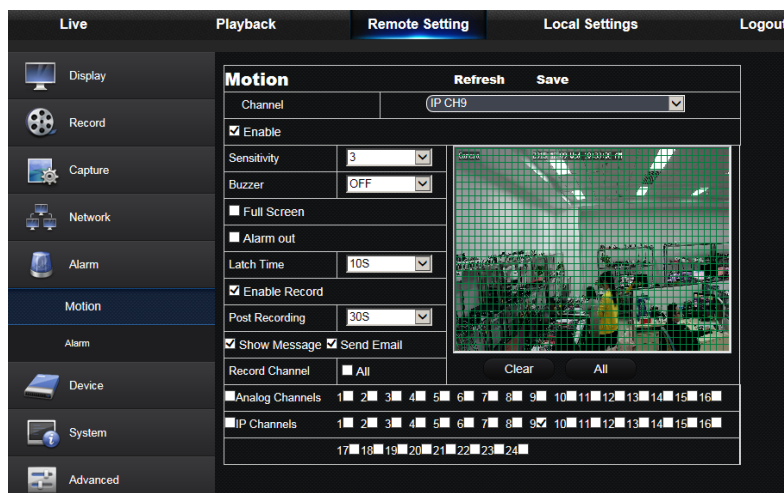 Live Playback Remote Setting Local Settings Logout
Display
Record
Capture
Network
Alarm
Motion
Alarm
Device
System
Advanced
Motion Refresh Save
Channel IP CH9
Enable
Sensitivity 3
Buzzer OFF
Full Screen
Alarm out
Latch Time 10S
Enable Record
Post Recording 30S
Show Message Send Email
Record Channel All
Clear All
Analog Channels 1 2 3 4 5 6 7 8 9 10 11 12 13 14 15 16
IP Channels 1 2 3 4 5 6 7 8 9 10 11 12 13 14 15 16
17 18 19 20 21 22 23 24